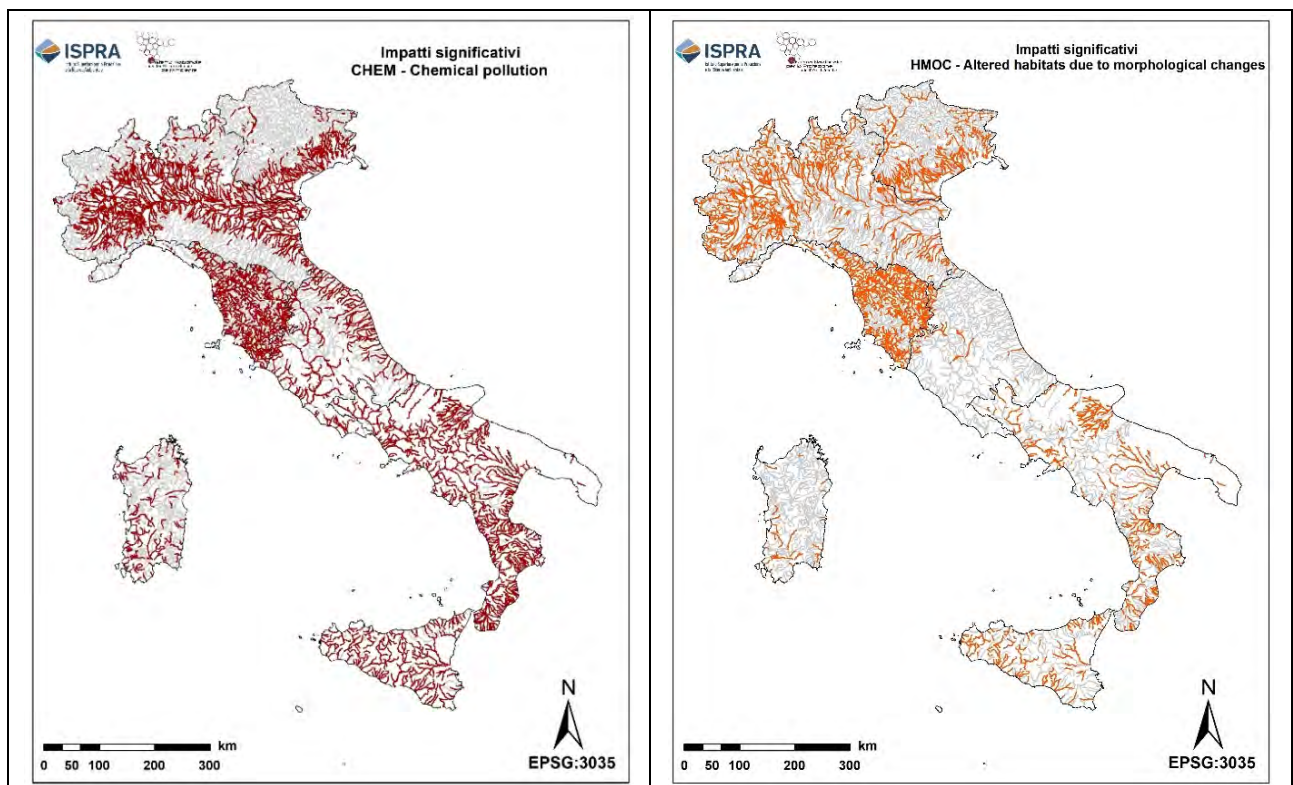 ISPRA
Impatti significativi
CHEM - Chemical pollution
N
km
0 50 100 200 300
EPSG:3035
ISPRA
Impatti significativi
HMOC - Altered habitats due to morphological changes
N
km
0 50 100 200 300
EPSG:3035